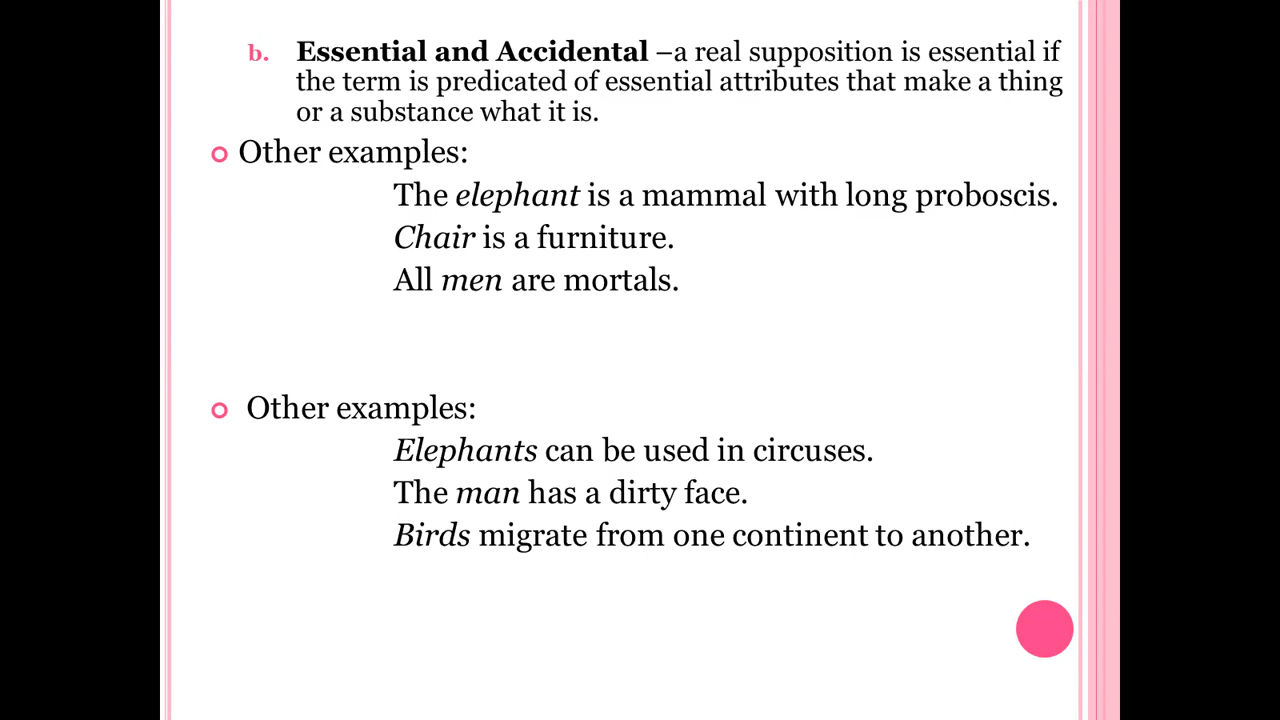 b. Essential and Accidental –a real supposition is essential if
the term is predicated of essential attributes that make a thing
or a substance what it is.
Other examples:
The elephant is a mammal with long proboscis.
Chair is a furniture.
All men are mortals.
Other examples:
Elephants can be used in circuses.
The man has a dirty face.
Birds migrate from one continent to another.